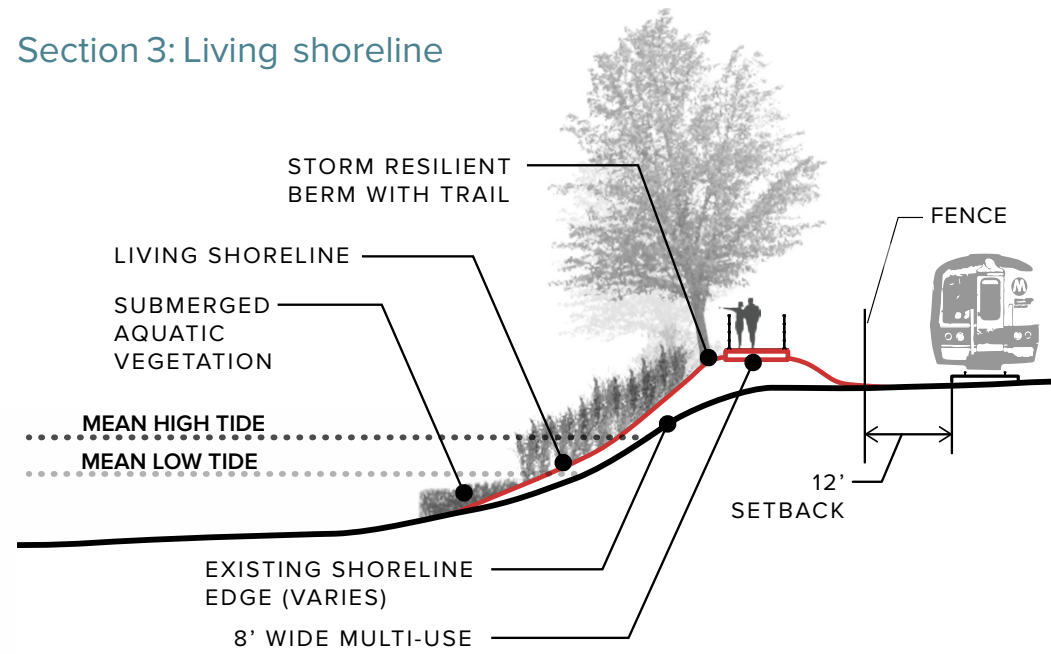 Section 3: Living shoreline
STORM RESILIENT
BERM WITH TRAIL
FENCE
LIVING SHORELINE
SUBMERGED
AQUATIC
VEGETATION
M
MEAN HIGH TIDE
MEAN LOW TIDE
12’
SETBACK
EXISTING SHORELINE
EDGE (VARIES)
8’ WIDE MULTI-USE